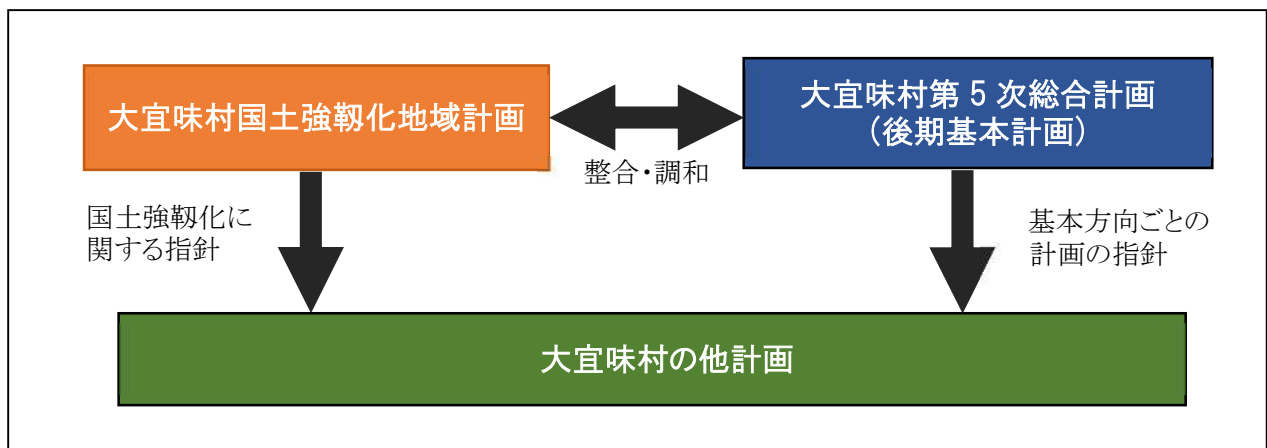 大宜味村国土強靱化地域計画
大宜味村第5次総合計画
(後期基本計画)
整合・調和
国土強靱化に
関する指針
基本方向ごとの
計画の指針
大宜味村の他計画